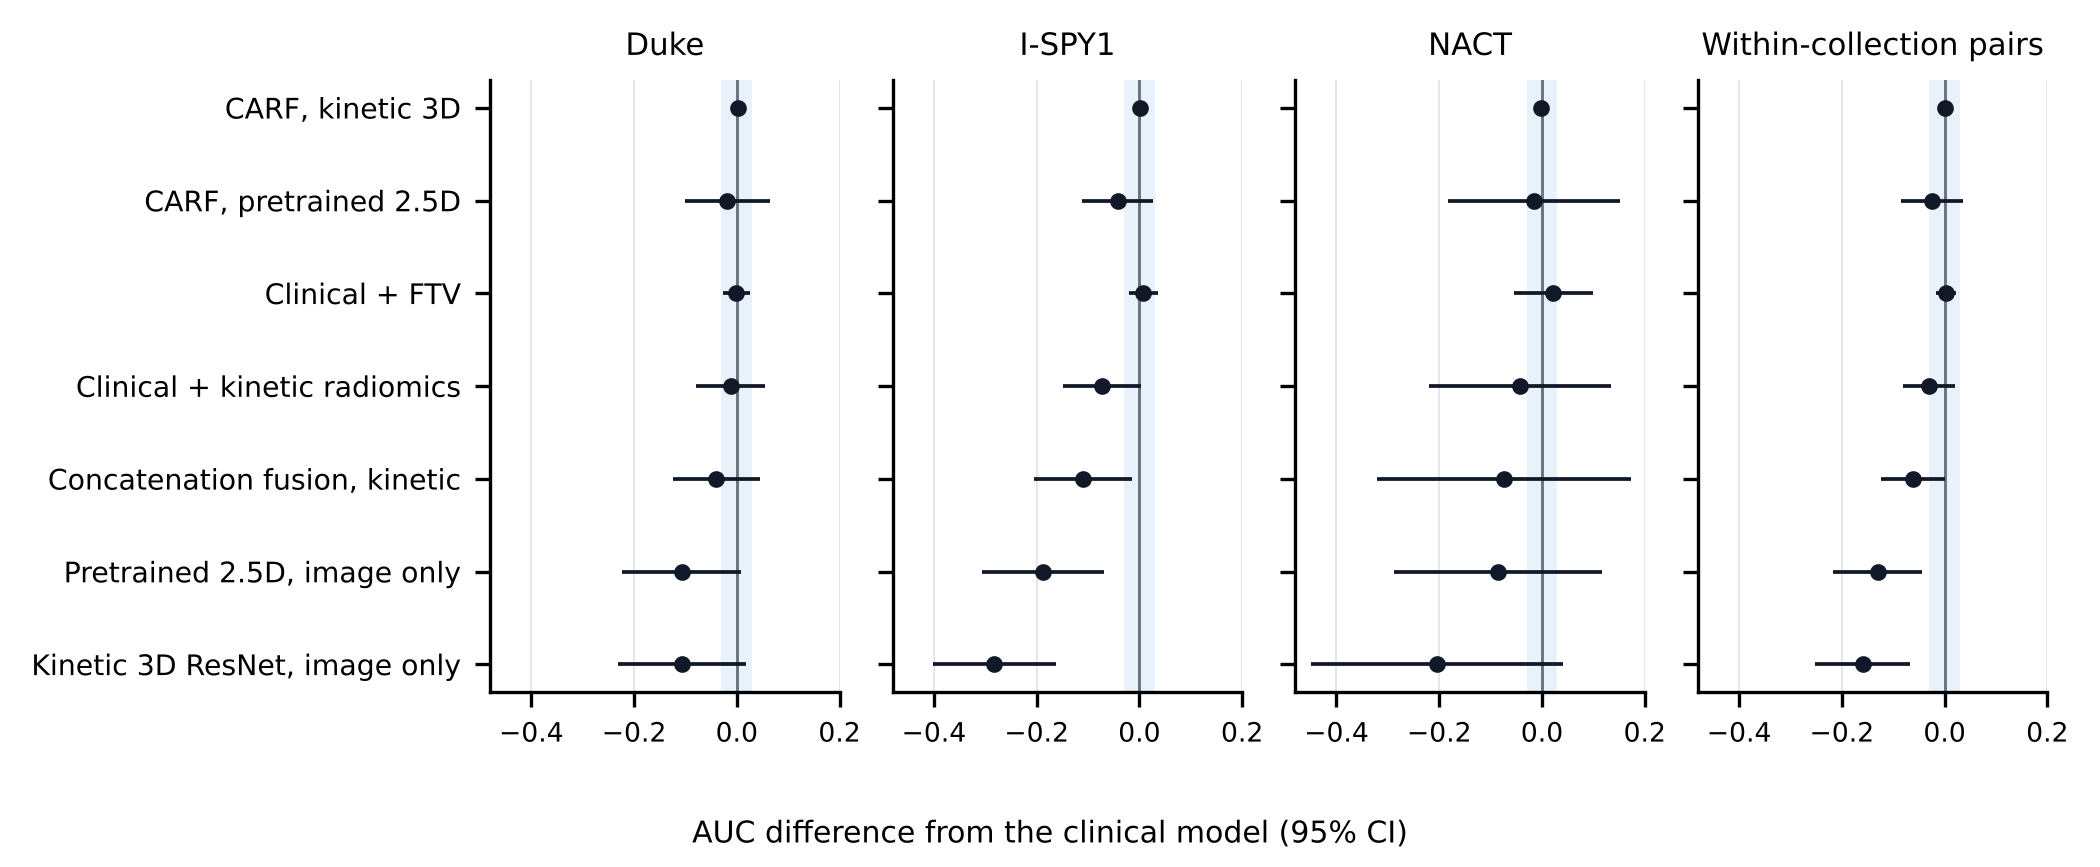 Duke
I-SPY1
NACT
Within-collection pairs
CARF, kinetic 3D
CARF, pretrained 2.5D
Clinical + FTV
Clinical + kinetic radiomics
Concatenation fusion, kinetic
Pretrained 2.5D, image only
Kinetic 3D ResNet, image only
−0.4 −0.2 0.0 0.2 −0.4 −0.2 0.0 0.2 −0.4 −0.2 0.0 0.2 −0.4 −0.2 0.0 0.2
AUC difference from the clinical model (95% CI)